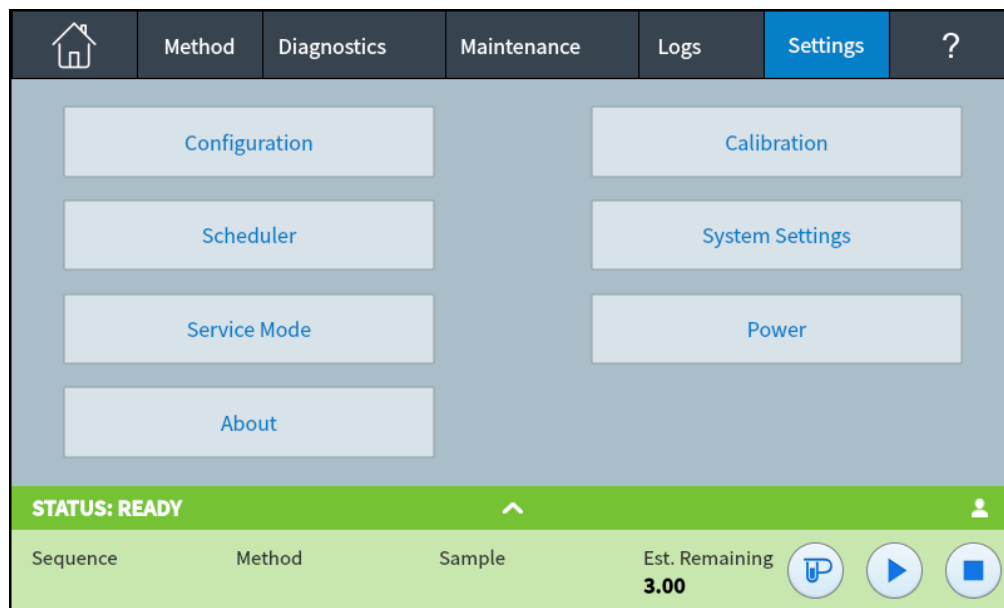 Method Diagnostics Maintenance Logs Settings ?
Configuration Calibration
Scheduler System Settings
Service Mode Power
About
STATUS: READY
Sequence Method Sample Est. Remaining
3.00